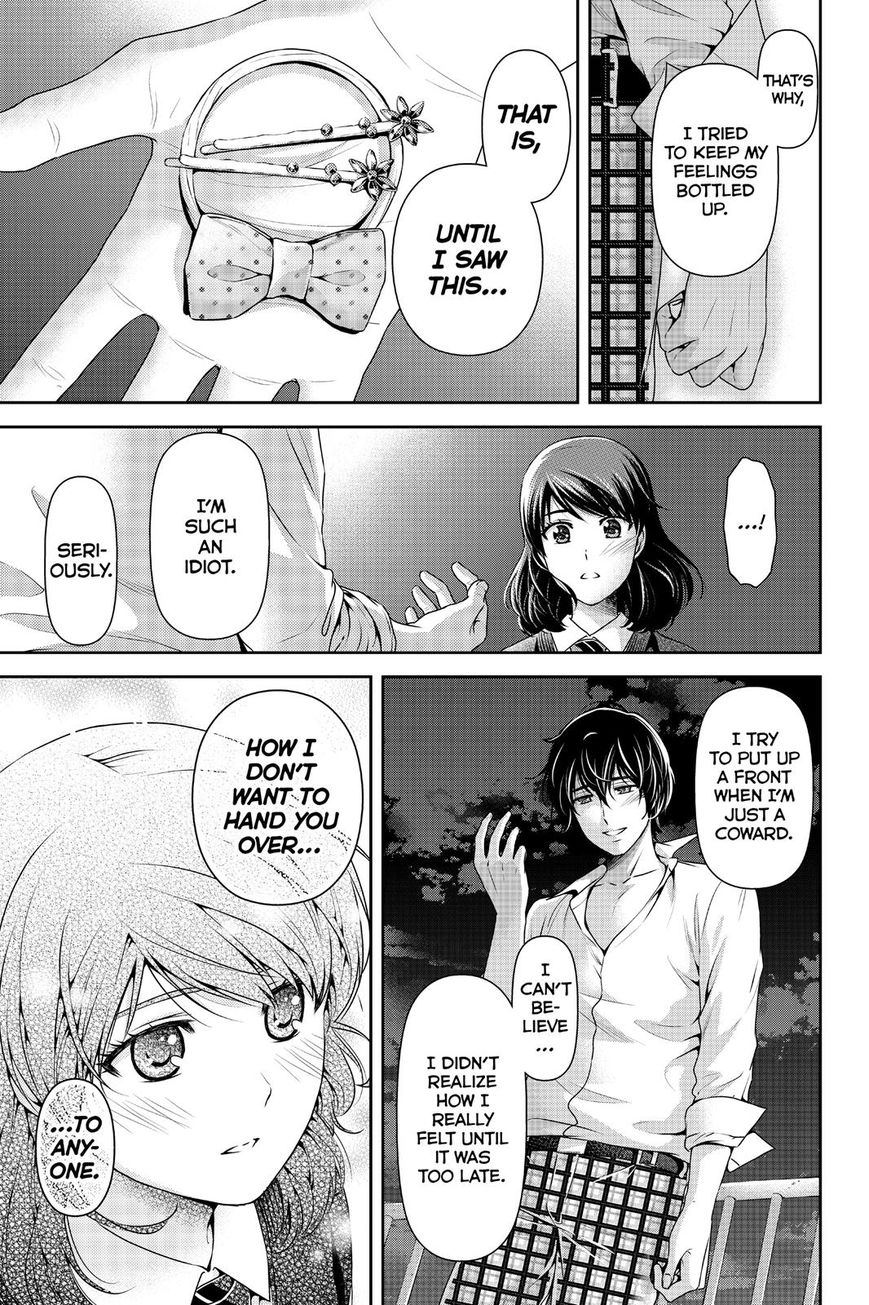 THAT'S
WHY,
I TRIED
TO KEEP MY
FEELINGS
BOTTLED
UP.
THAT
IS,
UNTIL
I SAW
THIS...
...!
I'M
SUCH
AN
IDIOT.
SERI-
OUSLY.
I TRY
TO PUT UP
A FRONT
WHEN I'M
JUST A
COWARD.
I
CAN'T
BE-
LIEVE
...
I DIDN'T
REALIZE
HOW I
REALLY
FELT UNTIL
IT WAS
TOO LATE.
HOW I
DON'T
WANT TO
HAND YOU
OVER...
...TO
ANY-
ONE.